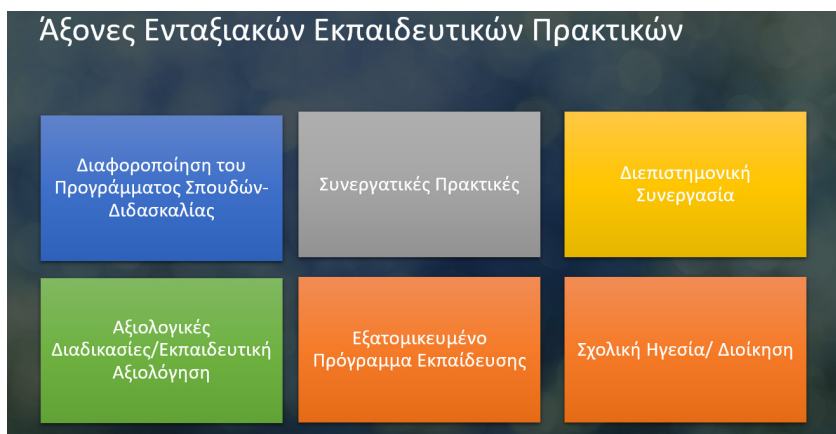 Άξονες Ενταξιακών Εκπαιδευτικών Πρακτικών
Διαφοροποίηση του
Προγράμματος Σπουδών-
Διδασκαλίας
Συνεργατικές Πρακτικές
Διεπιστημονική
Συνεργασία
Αξιολογικές
Διαδικασίες/Εκπαιδευτική
Αξιολόγηση
Εξατομικευμένο
Πρόγραμμα Εκπαίδευσης
Σχολική Ηγεσία/ Διοίκηση